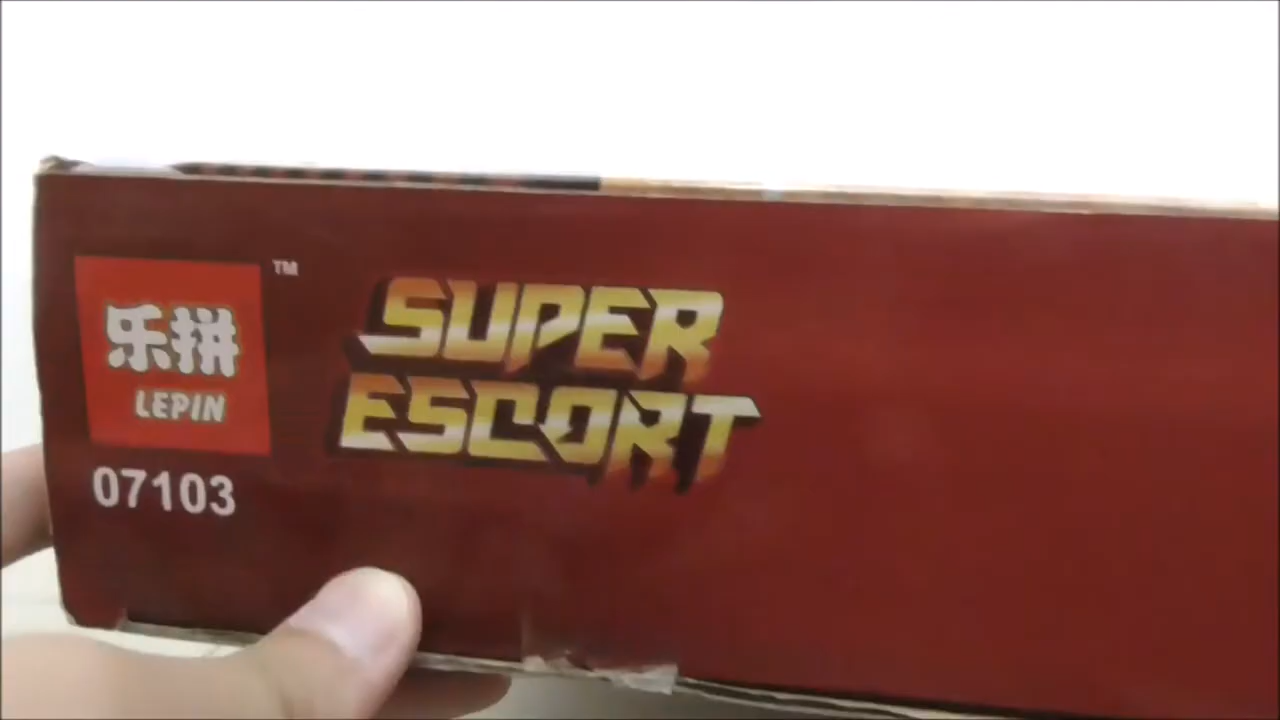 乐拼
LEPIN
TM
07103
SUPER
ESCORT